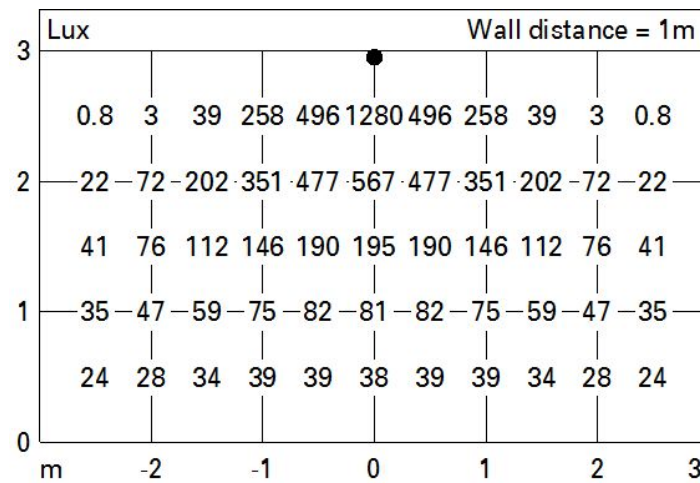 Lux Wall distance = 1m
3
0.8 3 39 258 496 1280 496 258 39 3 0.8
2 22 72 202 351 477 567 477 351 202 72 22
41 76 112 146 190 195 190 146 112 76 41
1 35 47 59 75 82 81 82 75 59 47 35
24 28 34 39 39 38 39 39 34 28 24
0
m -2 -1 0 1 2 3